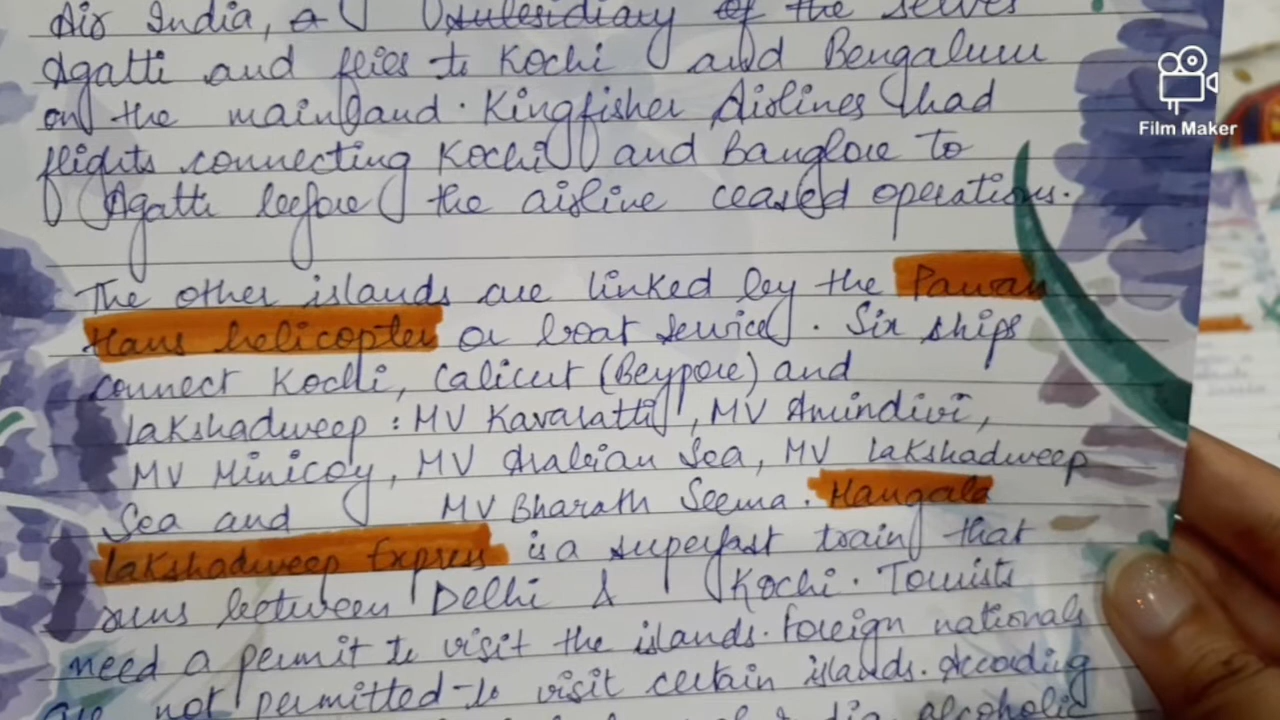 Air India, a subsidiary of the serves
Agatti and flies to Kochi and Bengaluru
on the mainland. Kingfisher Airlines had
flights connecting Kochi and Banglore to
Agatti before the airline ceased operations.
The other islands are linked by the Pawan
Hans helicopter or boat service. Six ships
connect Kochi, Calicut (Beypore) and
Lakshadweep : MV Kavaratti, MV Amindivi,
MV Minicoy, MV Arabian Sea, MV Lakshadweep
Sea and MV Bharath Seema. Mangala
Lakshadweep Express is a superfast train that
runs between Delhi & Kochi. Tourists
need a permit to visit the islands. Foreign nationals
are not permitted to visit certain islands. According
alcoholic
Film Maker